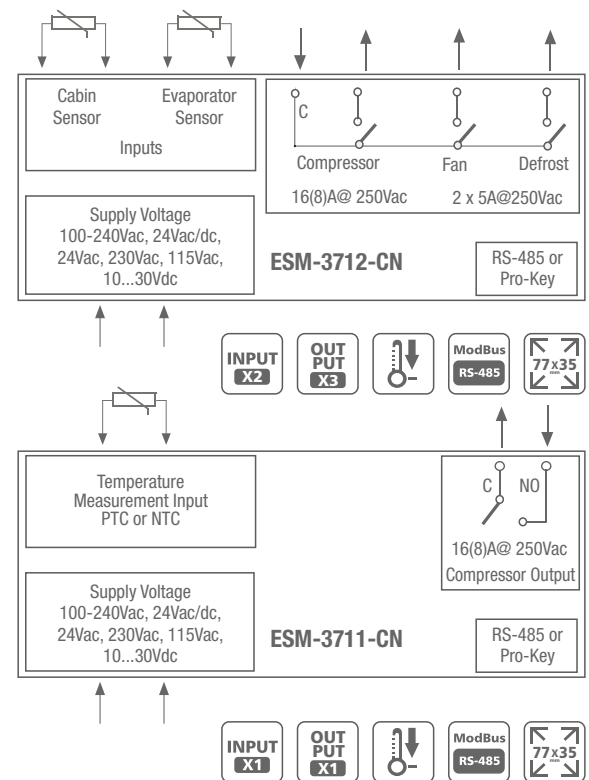 Cabin
Sensor
Evaporator
Sensor
Inputs
C
Compressor
Fan
Defrost
16(8)A@ 250Vac
2 x 5A@250Vac
Supply Voltage
100-240Vac, 24Vac/dc,
24Vac, 230Vac, 115Vac,
10...30Vdc
ESM-3712-CN
RS-485 or
Pro-Key
INPUT
X2
OUT
PUT
X3
ModBus
RS-485
77x35
mm
Temperature
Measurement Input
PTC or NTC
C
NO
16(8)A@ 250Vac
Compressor Output
Supply Voltage
100-240Vac, 24Vac/dc,
24Vac, 230Vac, 115Vac,
10...30Vdc
ESM-3711-CN
RS-485 or
Pro-Key
INPUT
X1
OUT
PUT
X1
ModBus
RS-485
77x35
mm